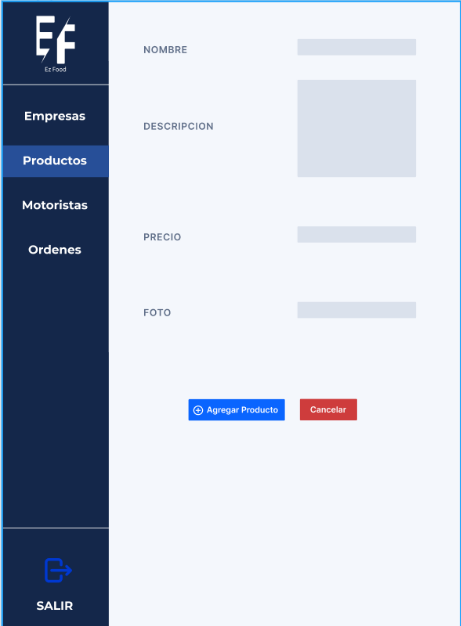 EF
Ez Food
Empresas
Productos
Motoristas
Ordenes
SALIR
NOMBRE
DESCRIPCION
PRECIO
FOTO
Agregar Producto
Cancelar